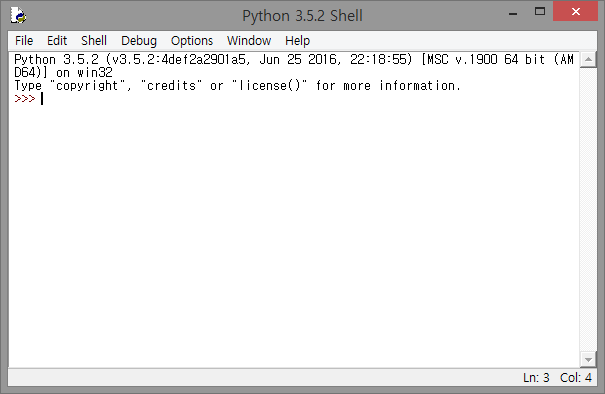 Python 3.5.2 Shell
File Edit Shell Debug Options Window Help
Python 3.5.2 (v3.5.2:4def2a2901a5, Jun 25 2016, 22:18:55) [MSC v.1900 64 bit (AM
D64)] on win32
Type "copyright", "credits" or "license()" for more information.
>>>
Ln: 3 Col: 4